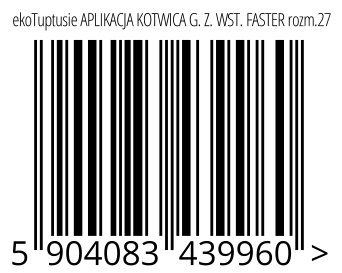 ekoTuptusie APLIKACJA KOTWICA G. Z. WST. FASTER rozm.27
5 904083 439960 >